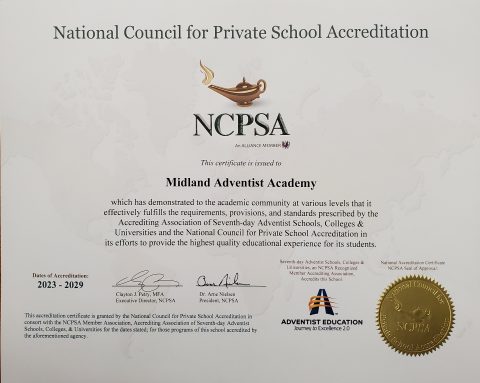 National Council for Private School Accreditation
NCPSA
An ALLIANCE MEMBER
This certificate is issued to
Midland Adventist Academy
which has demonstrated to the academic community at various levels that it
effectively fulfills the requirements, provisions, and standards prescribed by the
Accrediting Association of Seventh-day Adventist Schools, Colleges &
Universities and the National Council for Private School Accreditation in
its efforts to provide the highest quality educational experience for its students.
Dates of Accreditation:
2023 - 2029
Clayton J. Petry, MFA
Executive Director, NCPSA
Dr. Arne Nielsen
President, NCPSA
Seventh-day Adventist Schools, Colleges &
Universities, an NCPSA Recognized
Member Accrediting Association,
Accredits this School
National Accreditation Certificate
NCPSA Seal of Approval
ADVENTIST EDUCATION
Journey to Excellence 2.0
National Council for
NCPSA
Private School
This accreditation certificate is granted by the National Council for Private School Accreditation in
consort with the NCPSA Member Association, Accrediting Association of Seventh-day Adventist
Schools, Colleges, & Universities for the dates stated; for those programs of this school accredited by
the aforementioned agency.